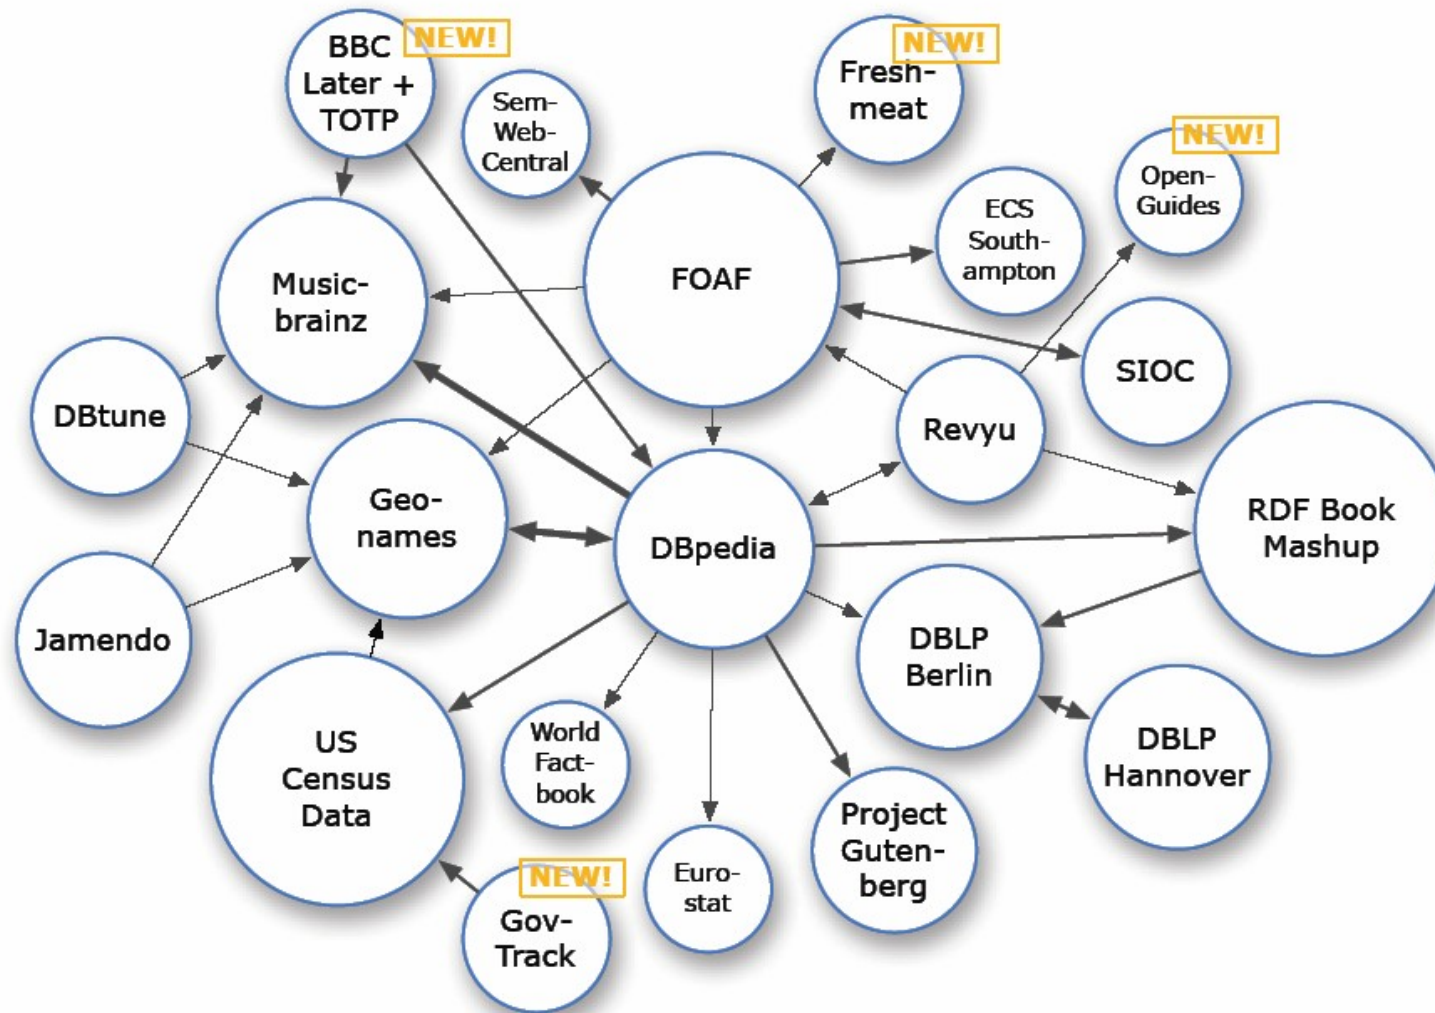 NEW!
BBC
Later +
TOTP
Sem-
Web-
Central
NEW!
Fresh-
meat
NEW!
Open-
Guides
ECS
South-
ampton
FOAF
Music-
brainz
SIOC
DBtune
Revyu
Geo-
names
DBpedia
RDF Book
Mashup
Jamendo
DBLP
Berlin
US
Census
Data
World
Fact-
book
DBLP
Hannover
Project
Guten-
berg
Euro-
stat
NEW!
Gov-
Track